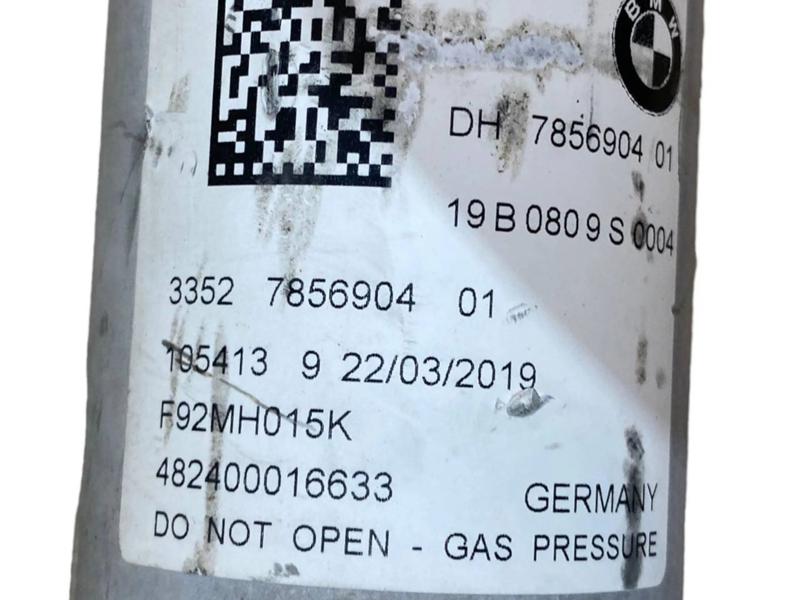 BMW
DH 7856904 01
19 B 080 9 S 0004
3352 7856904 01
105413 9 22/03/2019
F92MH015K
482400016633
GERMANY
DO NOT OPEN - GAS PRESSURE